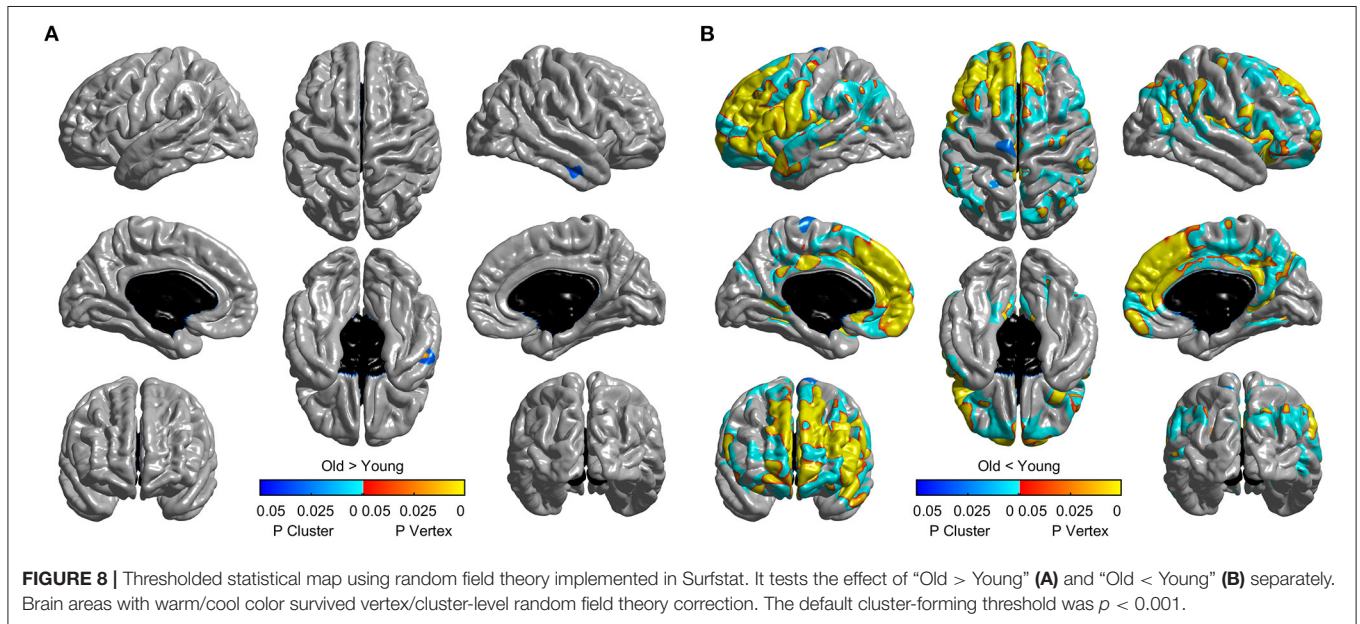 A
B
Old > Young
0.05 0.025 0 0.05 0.025 0
P Cluster P Vertex
Old < Young
0.05 0.025 0 0.05 0.025 0
P Cluster P Vertex
FIGURE 8 | Thresholded statistical map using random field theory implemented in Surfstat. It tests the effect of “Old > Young” (A) and “Old < Young” (B) separately.
Brain areas with warm/cool color survived vertex/cluster-level random field theory correction. The default cluster-forming threshold was p < 0.001.